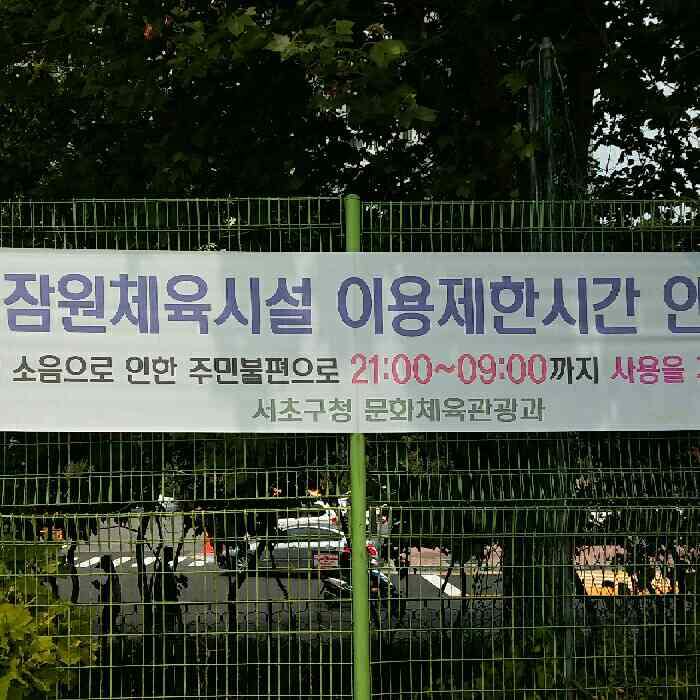 잠원체육시설 이용제한시간
소음으로 인한 주민불편으로 21:00~09:00까지 사용을
서초구청 문화체육관광과